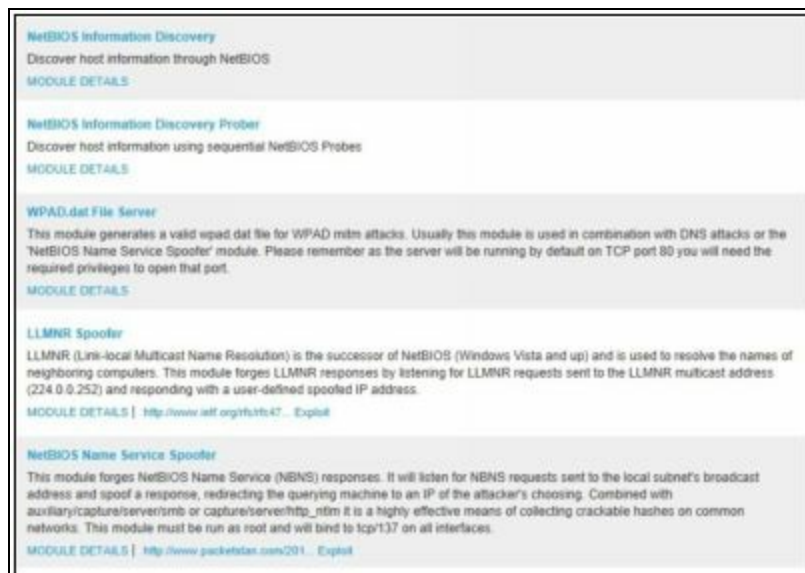 NetBIOS Information Discovery
Discover host information through NetBIOS
MODULE DETAILS
NetBIOS Information Discovery Prober
Discover host information using sequential NetBIOS Probes
MODULE DETAILS
WPAD.dat File Server
This module generates a valid wpad.dat file for WPAD mitm attacks. Usually this module is used in combination with DNS attacks or the
'NetBIOS Name Service Spoofer' module. Please remember as the server will be running by default on TCP port 80 you will need the
required privileges to open that port.
MODULE DETAILS
LLMNR Spoofer
LLMNR (Link-local Multicast Name Resolution) is the successor of NetBIOS (Windows Vista and up) and is used to resolve the names of
neighboring computers. This module forges LLMNR responses by listening for LLMNR requests sent to the LLMNR multicast address
(224.0.0.252) and responding with a user-defined spoofed IP address.
MODULE DETAILS | http://www.ietf.org/rfc/rfc47... Exploit
NetBIOS Name Service Spoofer
This module forges NetBIOS Name Service (NBNS) responses. It will listen for NBNS requests sent to the local subnet's broadcast
address and spoof a response, redirecting the querying machine to an IP of the attacker's choosing. Combined with
auxiliary/capture/server/smb or capture/server/http_ntlm it is a highly effective means of collecting crackable hashes on common
networks. This module must be run as root and will bind to tcp/137 on all interfaces.
MODULE DETAILS | http://www.packetstan.com/201... Exploit